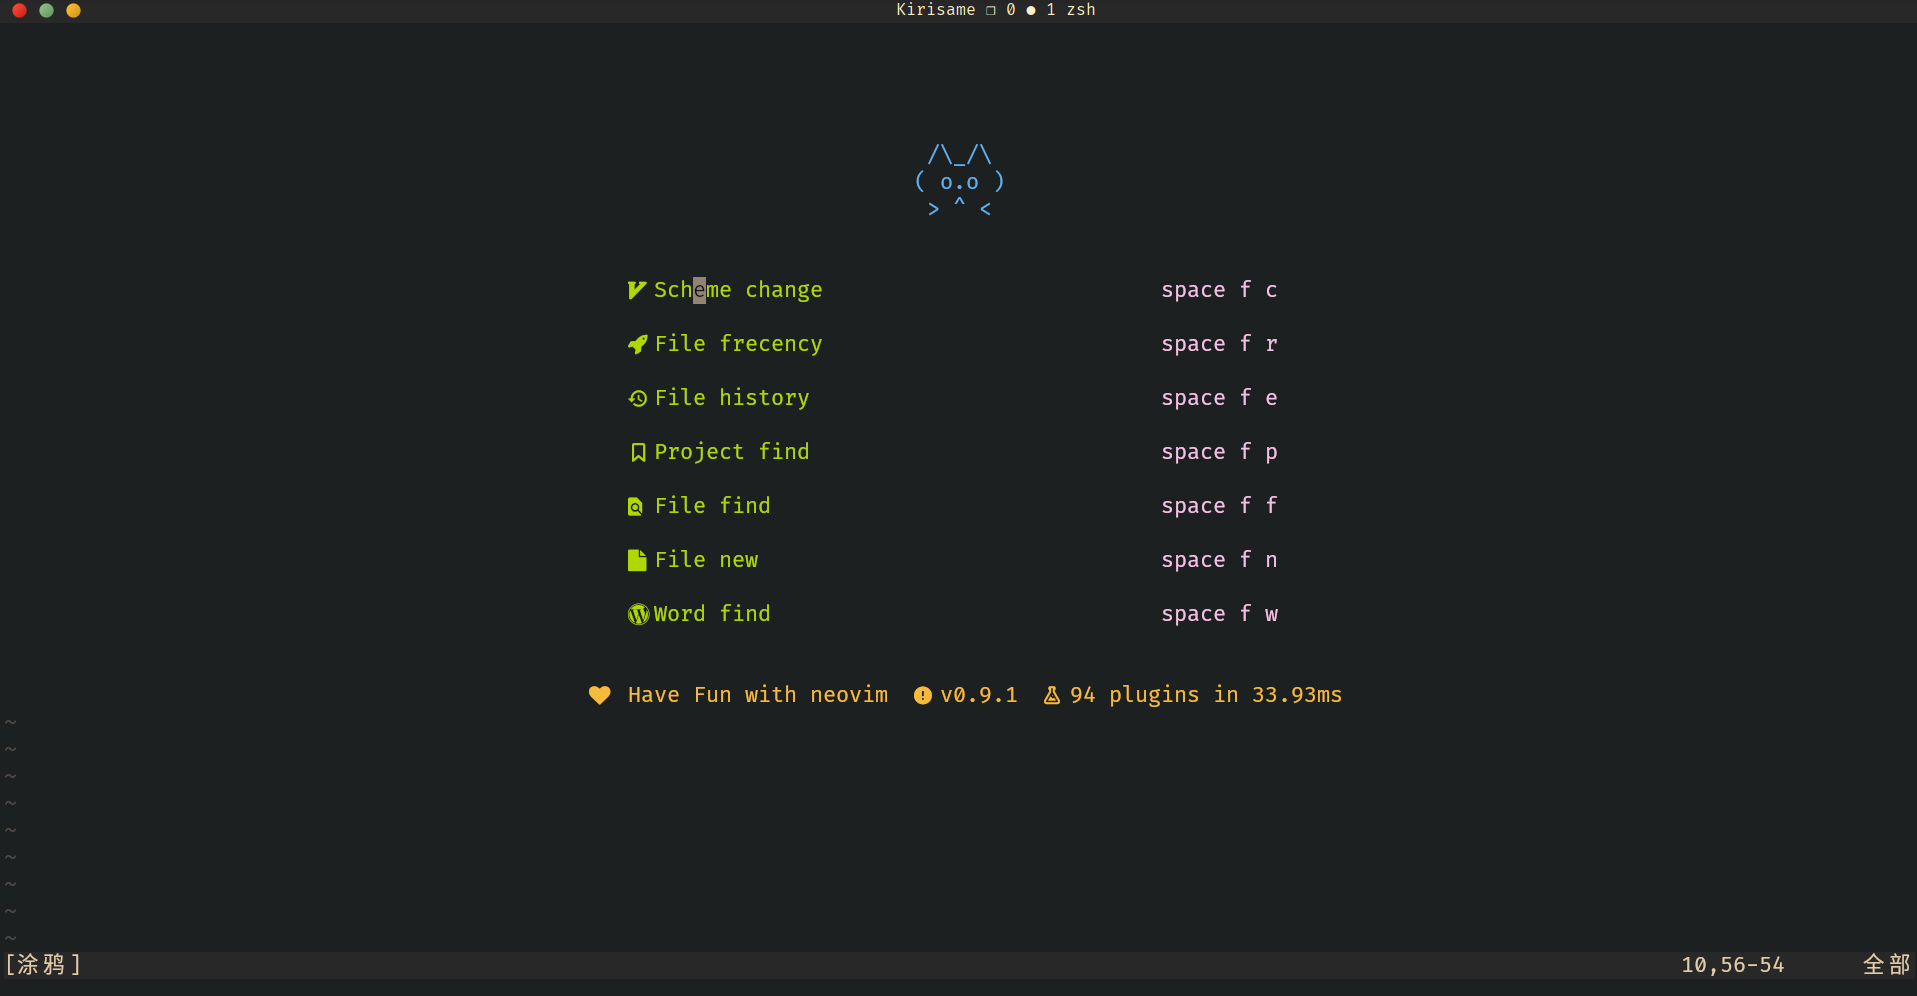 Kirisame ❐ 0 ● 1 zsh
/\_/\
( o.o )
> ^ <
Scheme change space f c
File frecency space f r
File history space f e
Project find space f p
File find space f f
File new space f n
Word find space f w
Have Fun with neovim v0.9.1 94 plugins in 33.93ms
~
~
~
~
~
~
~
~
~
[涂鸦] 10,56-54 全部